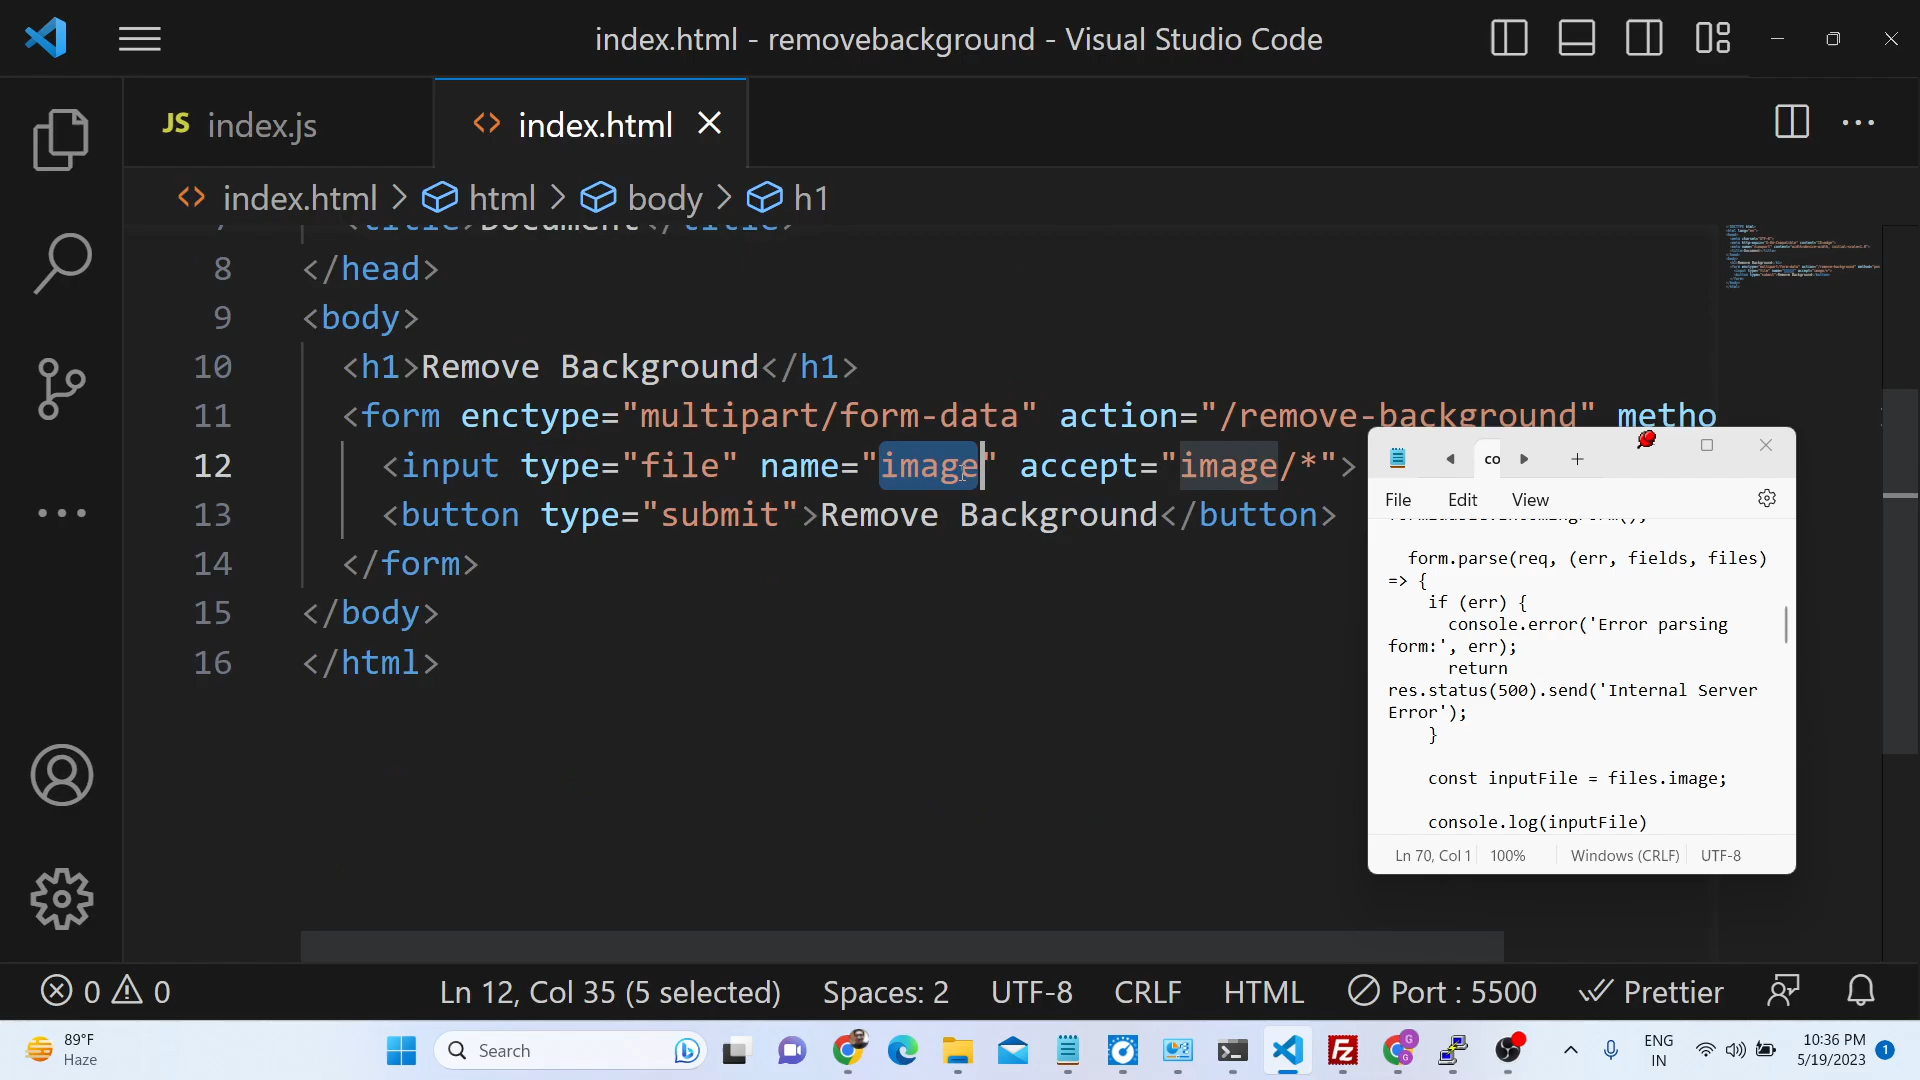 index.html - removebackground - Visual Studio Code
JS index.js
<> index.html
index.html > html > body > h1
7 <title>Document</title>
8 </head>
9 <body>
10 <h1>Remove Background</h1>
11 <form enctype="multipart/form-data" action="/remove-background" metho
12 <input type="file" name="image" accept="image/*">
13 <button type="submit">Remove Background</button>
14 </form>
15 </body>
16 </html>
co
File Edit View
formidable.IncomingForm();
form.parse(req, (err, fields, files)
=> {
if (err) {
console.error('Error parsing
form:', err);
return
res.status(500).send('Internal Server
Error');
}
const inputFile = files.image;
console.log(inputFile)
Ln 70, Col 1 100% Windows (CRLF) UTF-8
0 0 Ln 12, Col 35 (5 selected) Spaces: 2 UTF-8 CRLF HTML Port : 5500 Prettier
89°F
Haze
Search
ENG
IN
10:36 PM
5/19/2023
1